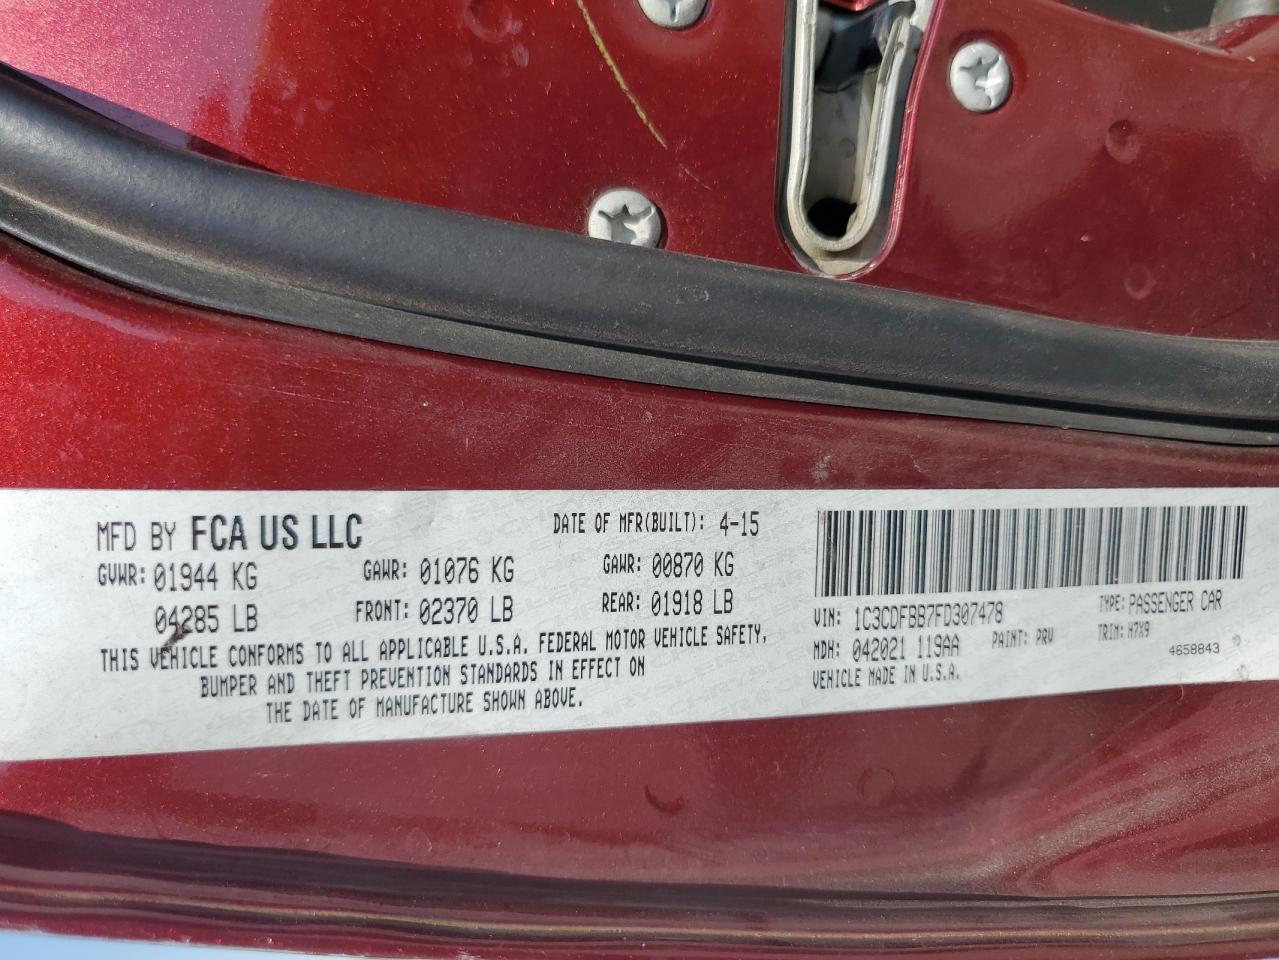 MFD BY FCA US LLC
DATE OF MFR(BUILT): 4-15
GVWR: 01944 KG
04285 LB
GAWR: 01076 KG
FRONT: 02370 LB
GAWR: 00870 KG
REAR: 01918 LB
THIS VEHICLE CONFORMS TO ALL APPLICABLE U.S.A. FEDERAL MOTOR VEHICLE SAFETY,
BUMPER AND THEFT PREVENTION STANDARDS IN EFFECT ON
THE DATE OF MANUFACTURE SHOWN ABOVE.
VIN: 1C3CDFBB7FD307478
TYPE: PASSENGER CAR
MDH: 042021 119AA
PAINT: PRV
TRIM: H7X9
VEHICLE MADE IN U.S.A.
4658843